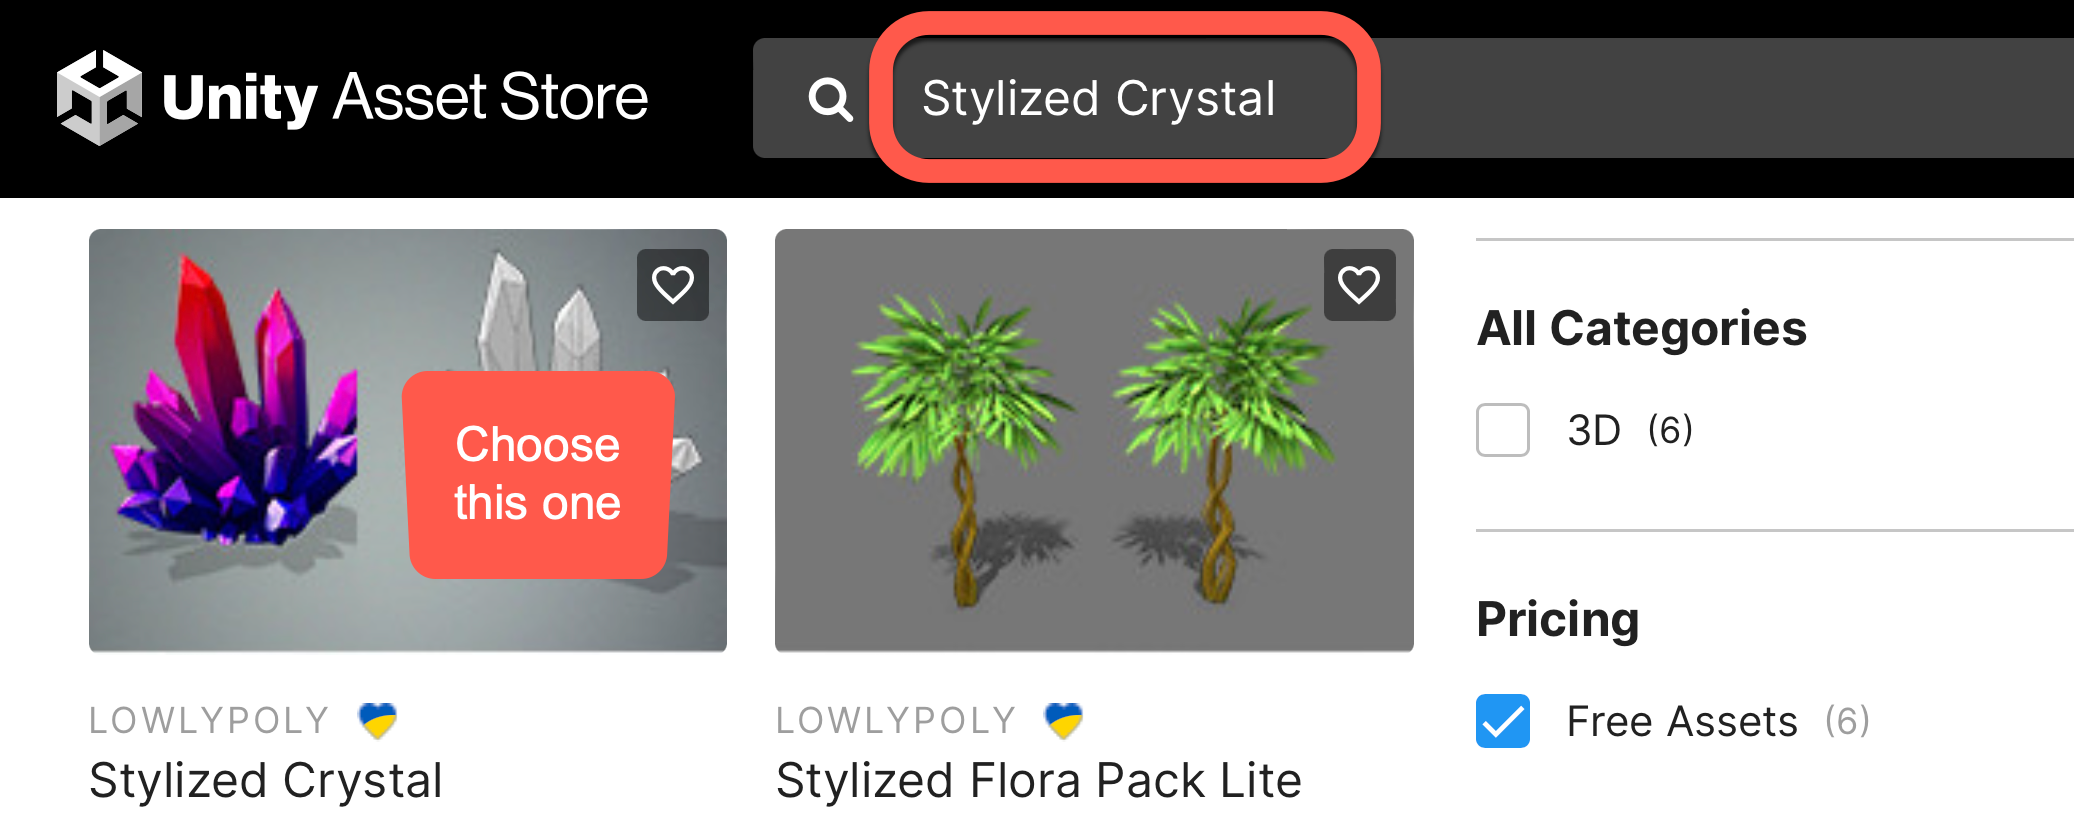 Unity Asset Store
Stylized Crystal
Choose
this one
LOWLYPOLY
Stylized Crystal
LOWLYPOLY
Stylized Flora Pack Lite
All Categories
3D (6)
Pricing
Free Assets (6)